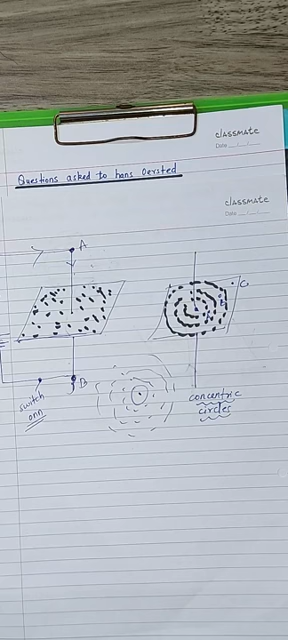 classmate
Date
Questions asked to hans oersted
classmate
Date
A
C
B
switch
onn
concentric
circles